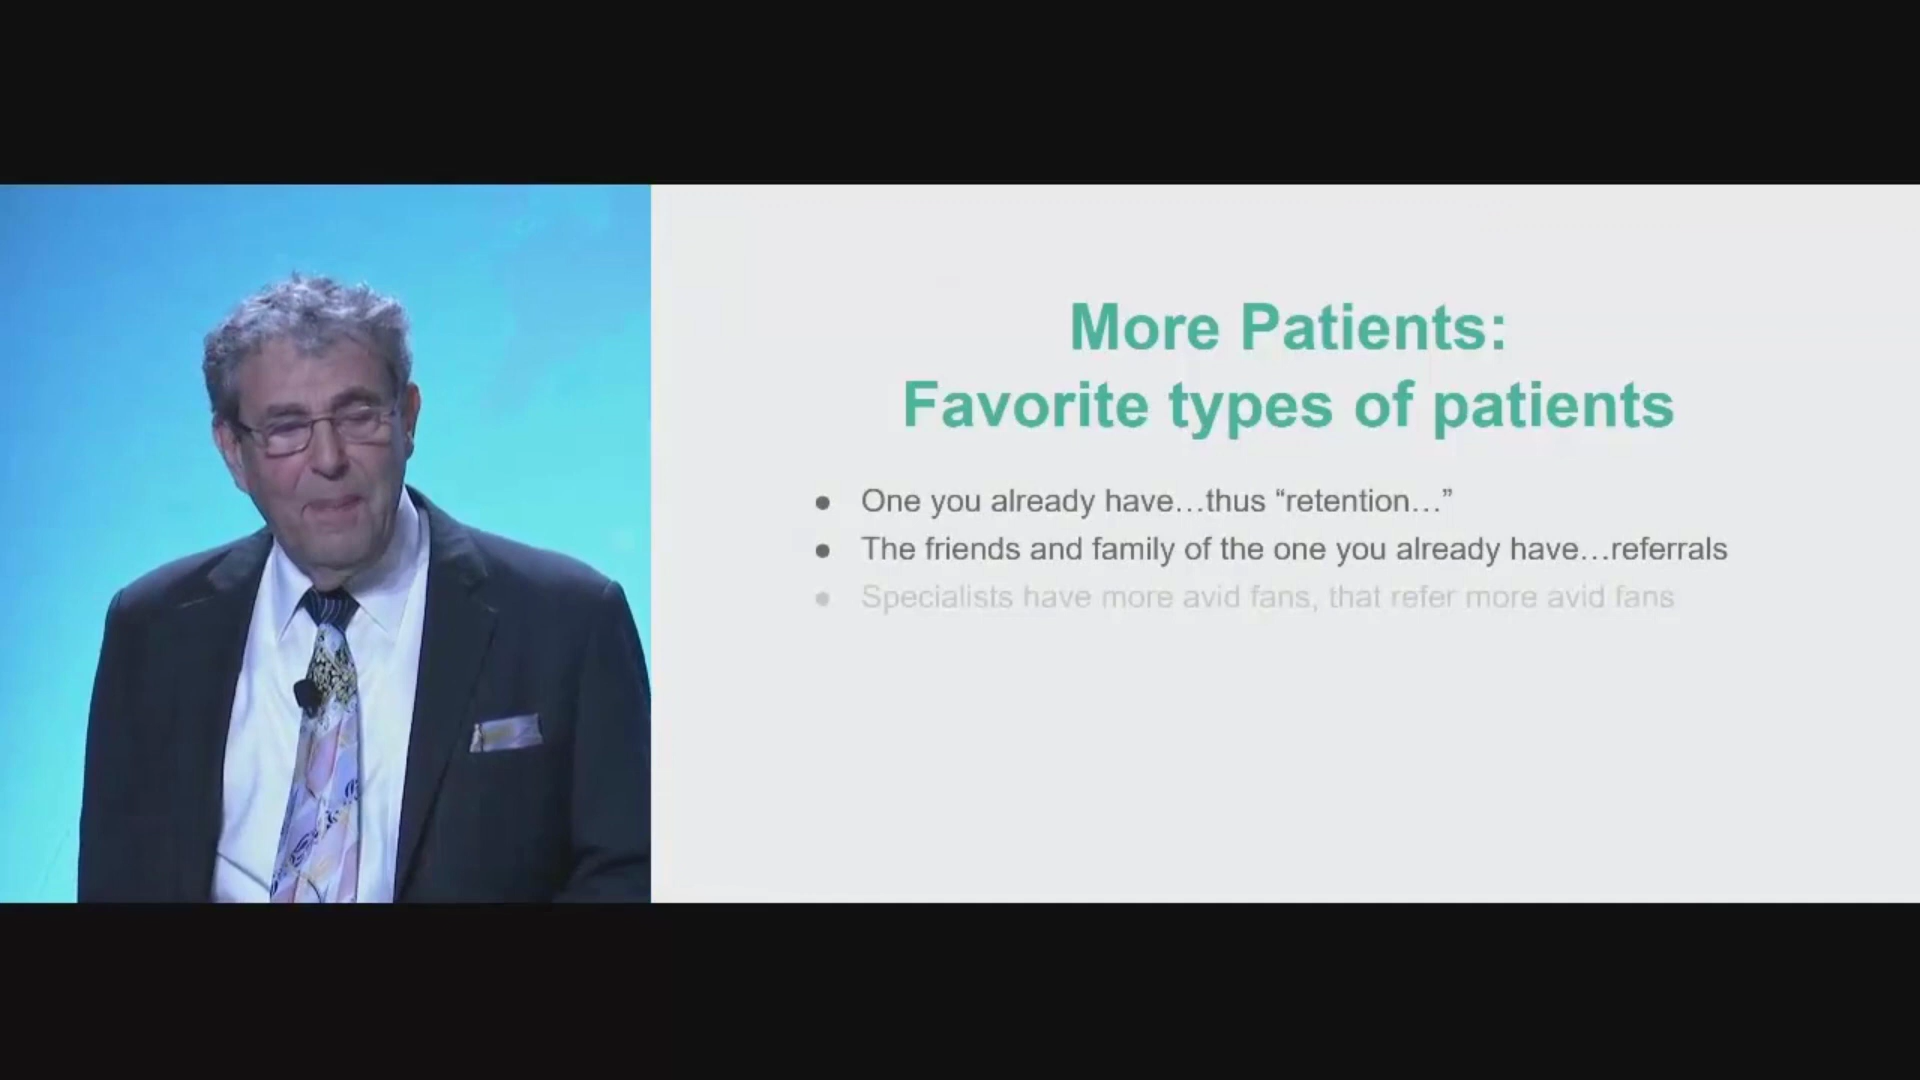 More Patients:
Favorite types of patients
● One you already have…thus “retention…”
● The friends and family of the one you already have…referrals
● Specialists have more avid fans, that refer more avid fans